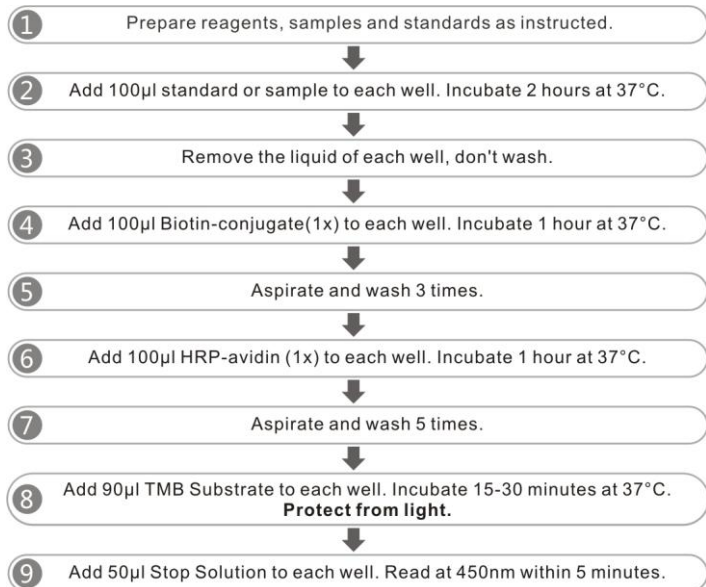 1 Prepare reagents, samples and standards as instructed.
2 Add 100µl standard or sample to each well. Incubate 2 hours at 37°C.
3 Remove the liquid of each well, don't wash.
4 Add 100µl Biotin-conjugate(1x) to each well. Incubate 1 hour at 37°C.
5 Aspirate and wash 3 times.
6 Add 100µl HRP-avidin (1x) to each well. Incubate 1 hour at 37°C.
7 Aspirate and wash 5 times.
8 Add 90µl TMB Substrate to each well. Incubate 15-30 minutes at 37°C.
Protect from light.
9 Add 50µl Stop Solution to each well. Read at 450nm within 5 minutes.